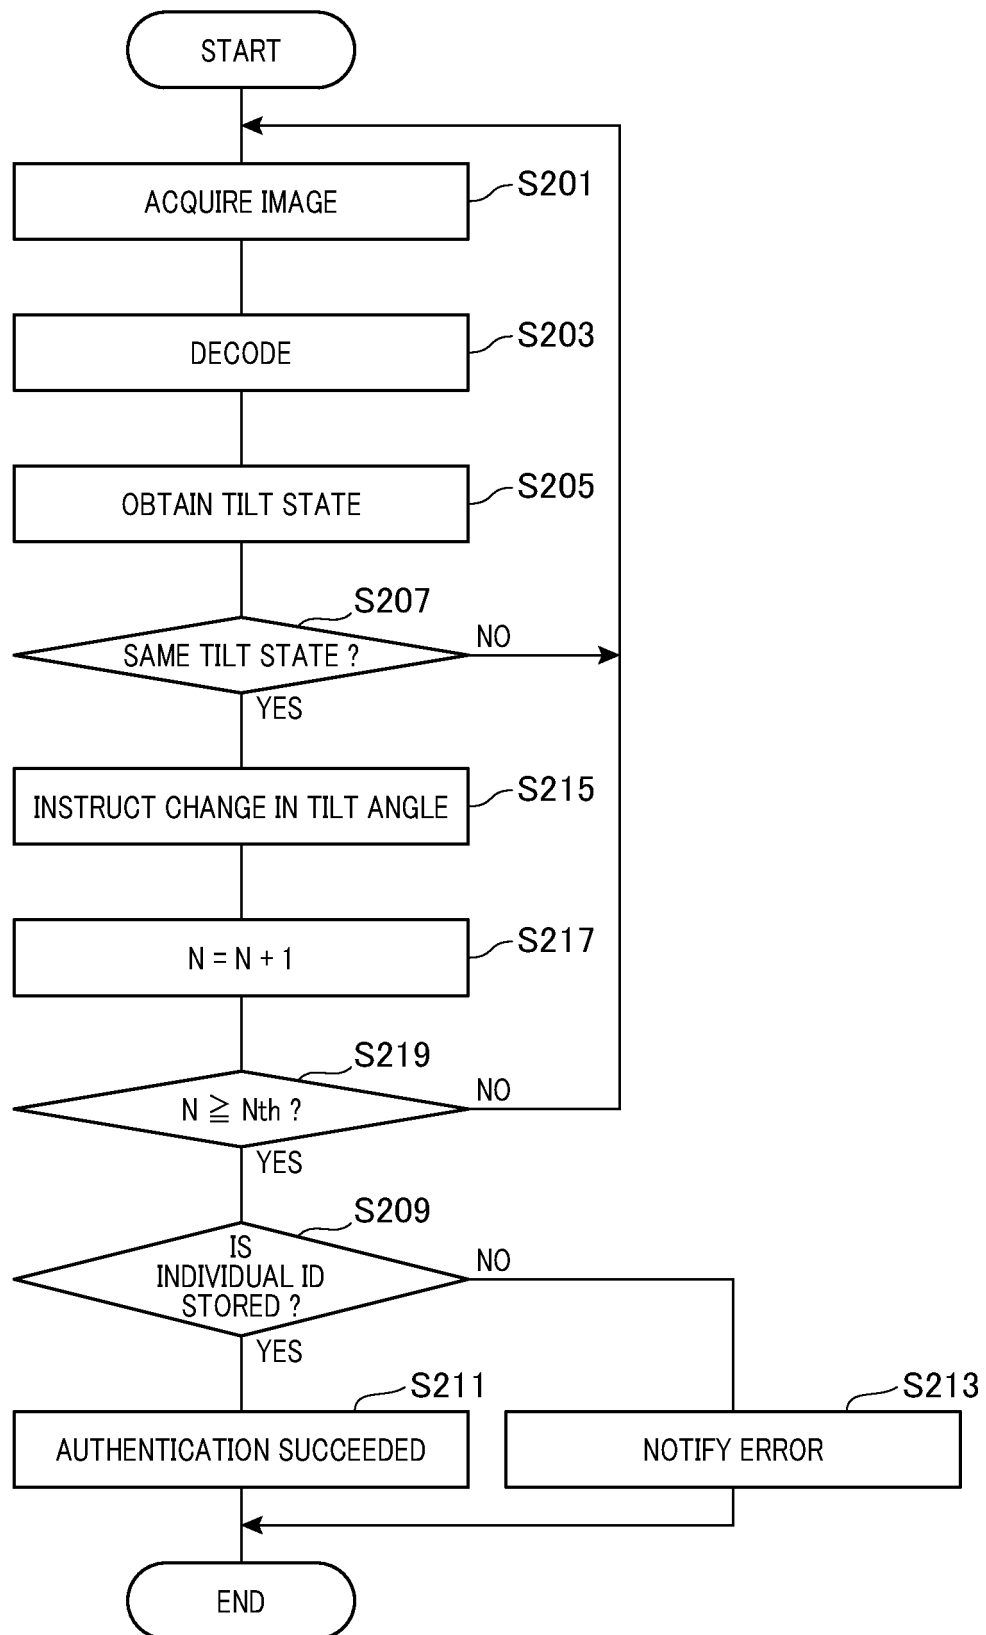 START
ACQUIRE IMAGE
S201
DECODE
S203
OBTAIN TILT STATE
S205
S207
SAME TILT STATE ?
NO
YES
INSTRUCT CHANGE IN TILT ANGLE
S215
N = N + 1
S217
S219
N ≧ Nth ?
NO
YES
S209
IS
INDIVIDUAL ID
STORED ?
NO
YES
S211
AUTHENTICATION SUCCEEDED
S213
NOTIFY ERROR
END